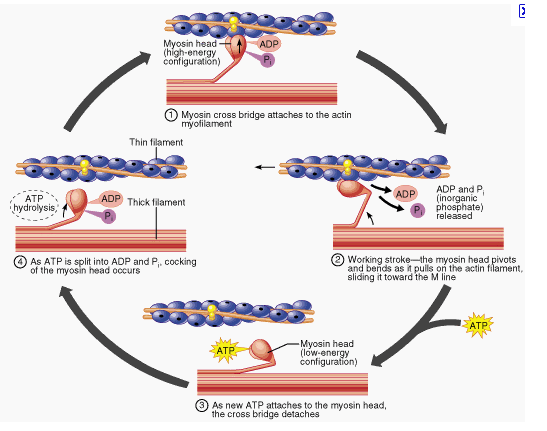 Myosin head
(high-energy
configuration)
ADP
Pi
1 Myosin cross bridge attaches to the actin
myofilament
Thin filament
ATP
hydrolysis
ADP
Pi
Thick filament
4 As ATP is split into ADP and Pi, cocking
of the myosin head occurs
ADP
Pi
ADP and Pi
(inorganic
phosphate)
released
2 Working stroke—the myosin head pivots
and bends as it pulls on the actin filament,
sliding it toward the M line
ATP
ATP
Myosin head
(low-energy
configuration)
3 As new ATP attaches to the myosin head,
the cross bridge detaches